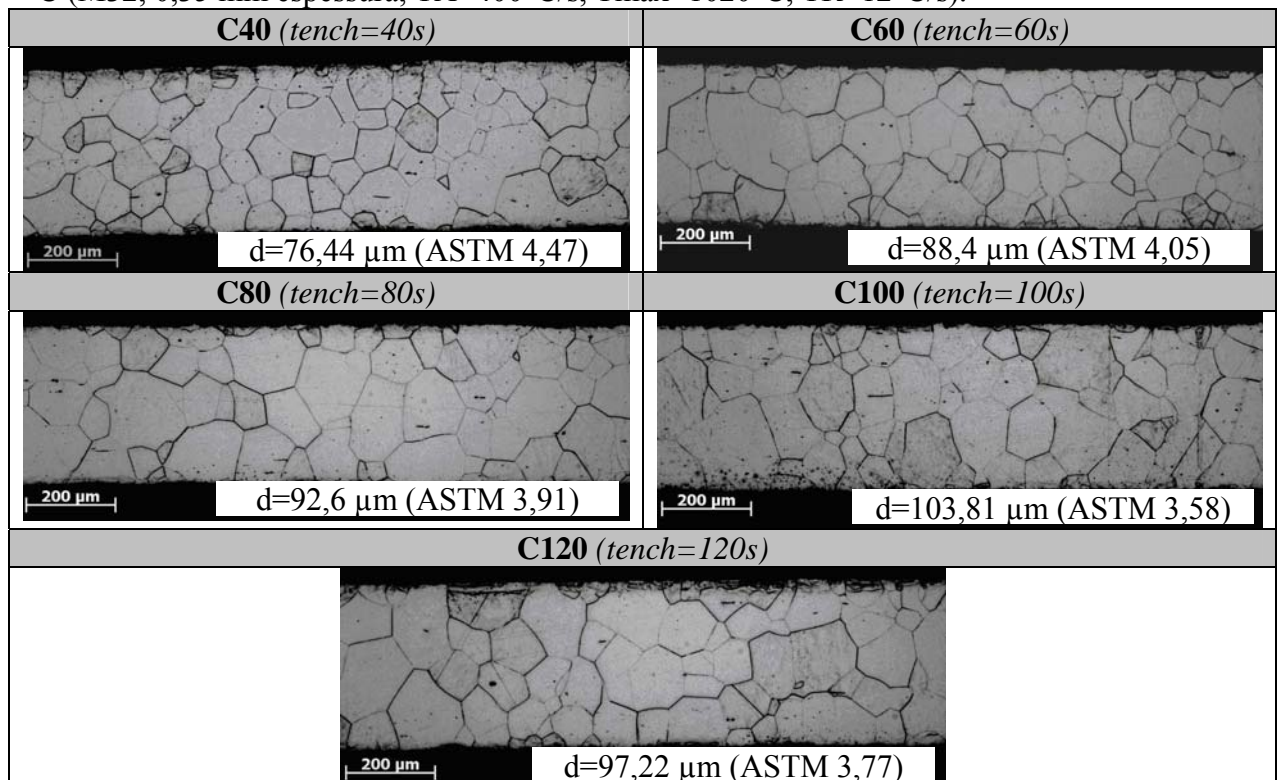 C40 (tench=40s)
C60 (tench=60s)
200 µm
d=76,44 µm (ASTM 4,47)
200 µm
d=88,4 µm (ASTM 4,05)
C80 (tench=80s)
C100 (tench=100s)
200 µm
d=92,6 µm (ASTM 3,91)
200 µm
d=103,81 µm (ASTM 3,58)
C120 (tench=120s)
200 µm
d=97,22 µm (ASTM 3,77)